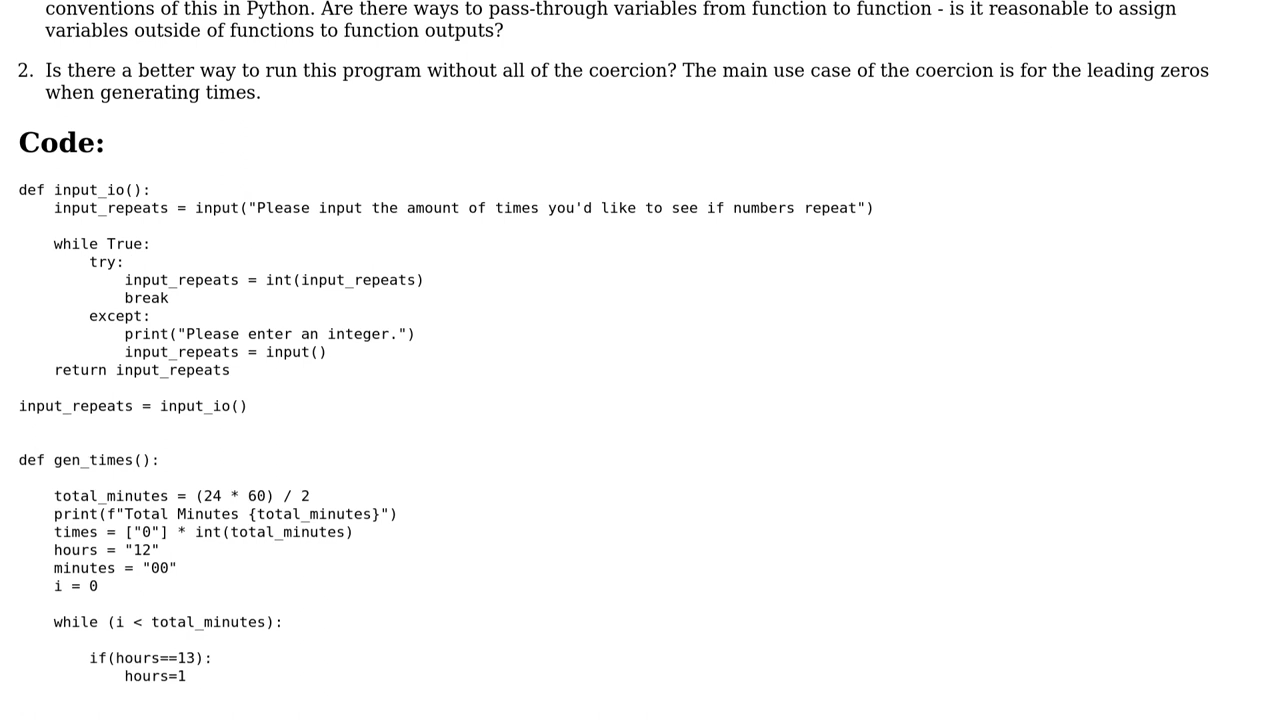 conventions of this in Python. Are there ways to pass-through variables from function to function - is it reasonable to assign
variables outside of functions to function outputs?
2. Is there a better way to run this program without all of the coercion? The main use case of the coercion is for the leading zeros
when generating times.
Code:
def input_io():
    input_repeats = input("Please input the amount of times you'd like to see if numbers repeat")
    while True:
        try:
            input_repeats = int(input_repeats)
            break
        except:
            print("Please enter an integer.")
            input_repeats = input()
    return input_repeats
input_repeats = input_io()
def gen_times():
    total_minutes = (24 * 60) / 2
    print(f"Total Minutes {total_minutes}")
    times = ["0"] * int(total_minutes)
    hours = "12"
    minutes = "00"
    i = 0
    while (i < total_minutes):
        if(hours==13):
            hours=1